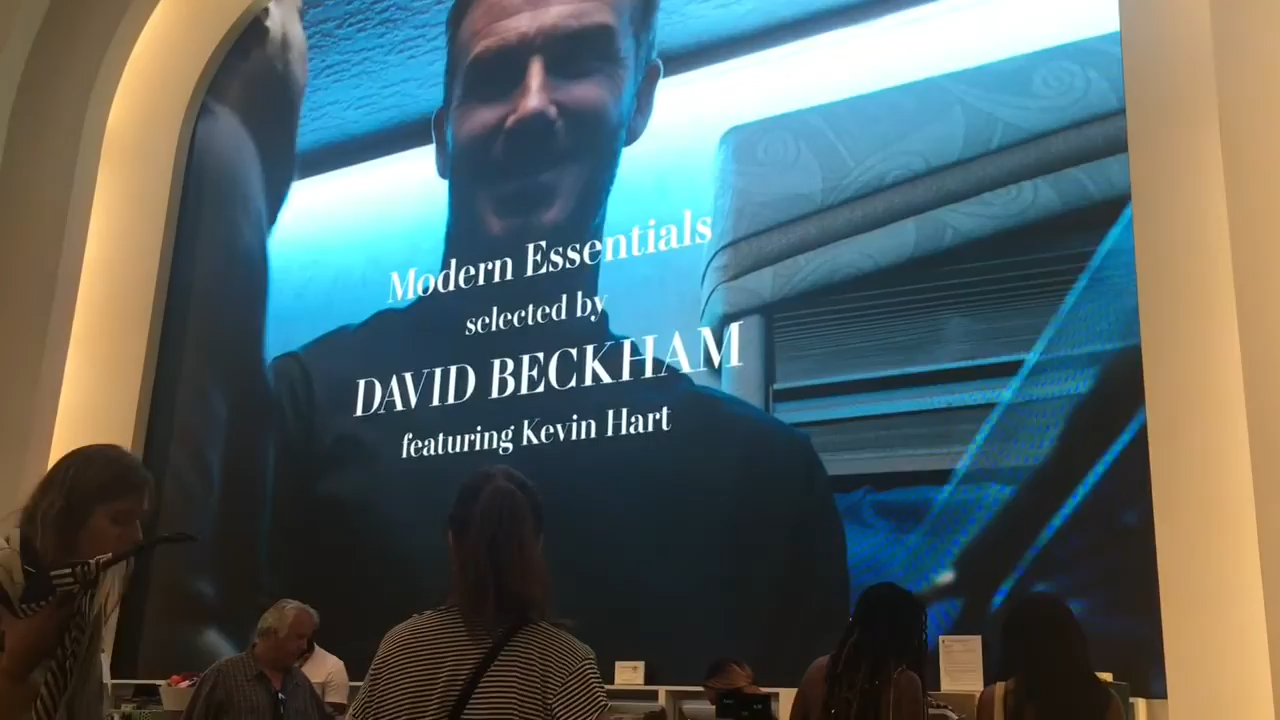 Modern Essentials
selected by
DAVID BECKHAM
featuring Kevin Hart